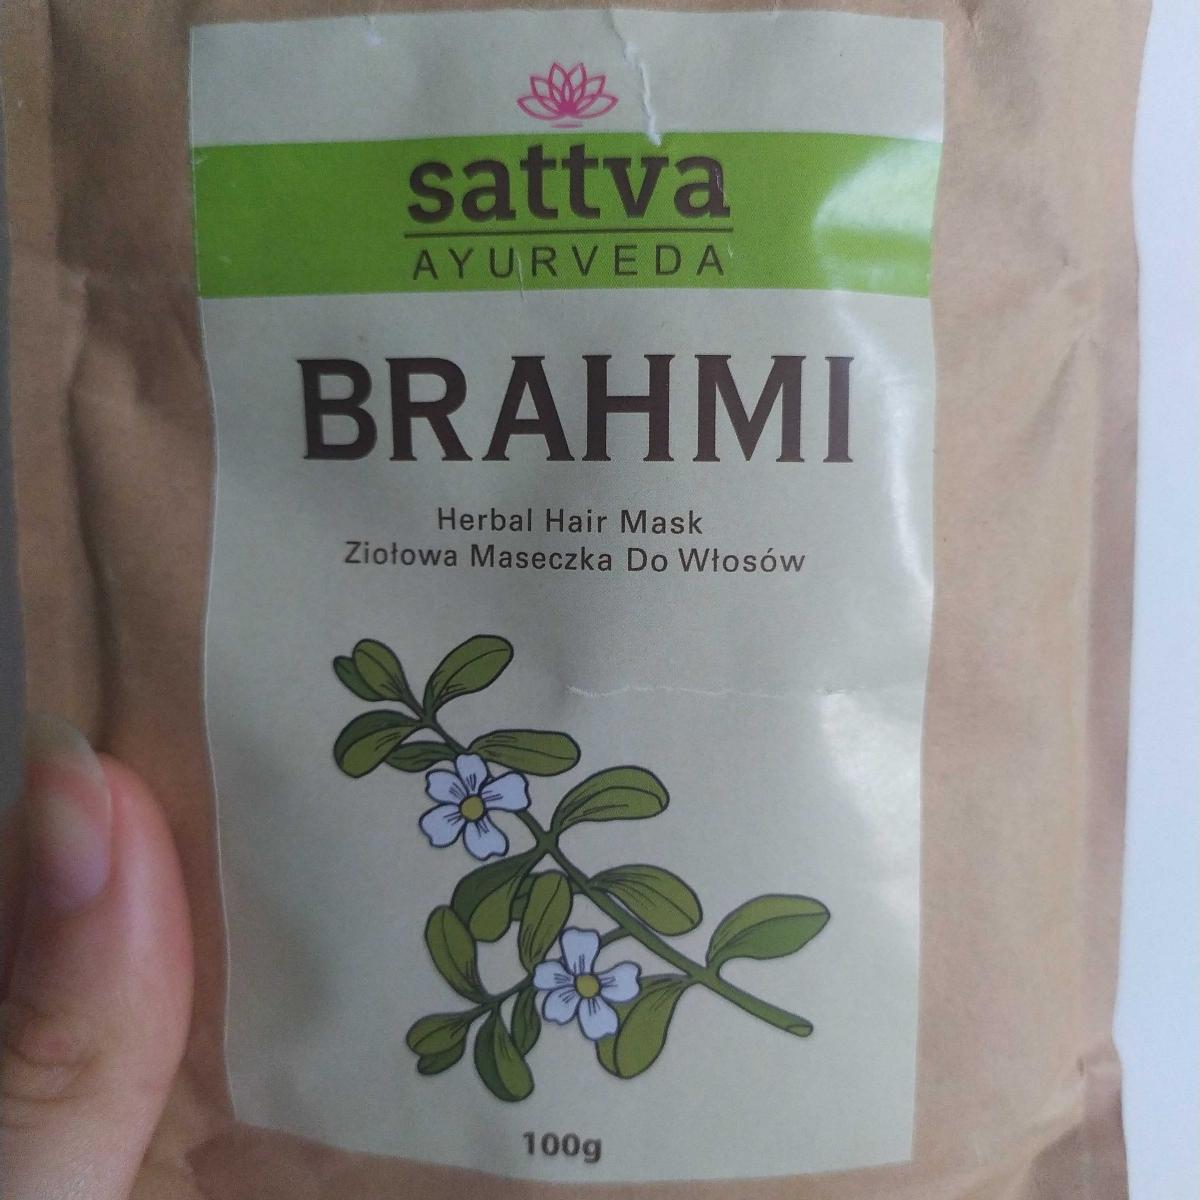 sattva
AYURVEDA
BRAHMI
Herbal Hair Mask
Ziołowa Maseczka Do Włosów
100g